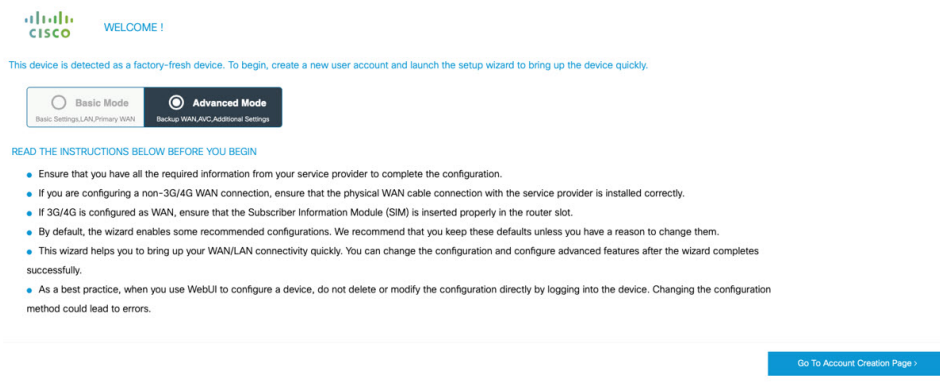 CISCO
WELCOME !
This device is detected as a factory-fresh device. To begin, create a new user account and launch the setup wizard to bring up the device quickly.
Basic Mode
Basic Settings,LAN,Primary WAN
Advanced Mode
Backup WAN,AVC,Additional Settings
READ THE INSTRUCTIONS BELOW BEFORE YOU BEGIN
Ensure that you have all the required information from your service provider to complete the configuration.
If you are configuring a non-3G/4G WAN connection, ensure that the physical WAN cable connection with the service provider is installed correctly.
If 3G/4G is configured as WAN, ensure that the Subscriber Information Module (SIM) is inserted properly in the router slot.
By default, the wizard enables some recommended configurations. We recommend that you keep these defaults unless you have a reason to change them.
This wizard helps you to bring up your WAN/LAN connectivity quickly. You can change the configuration and configure advanced features after the wizard completes
successfully.
As a best practice, when you use WebUI to configure a device, do not delete or modify the configuration directly by logging into the device. Changing the configuration
method could lead to errors.
Go To Account Creation Page >